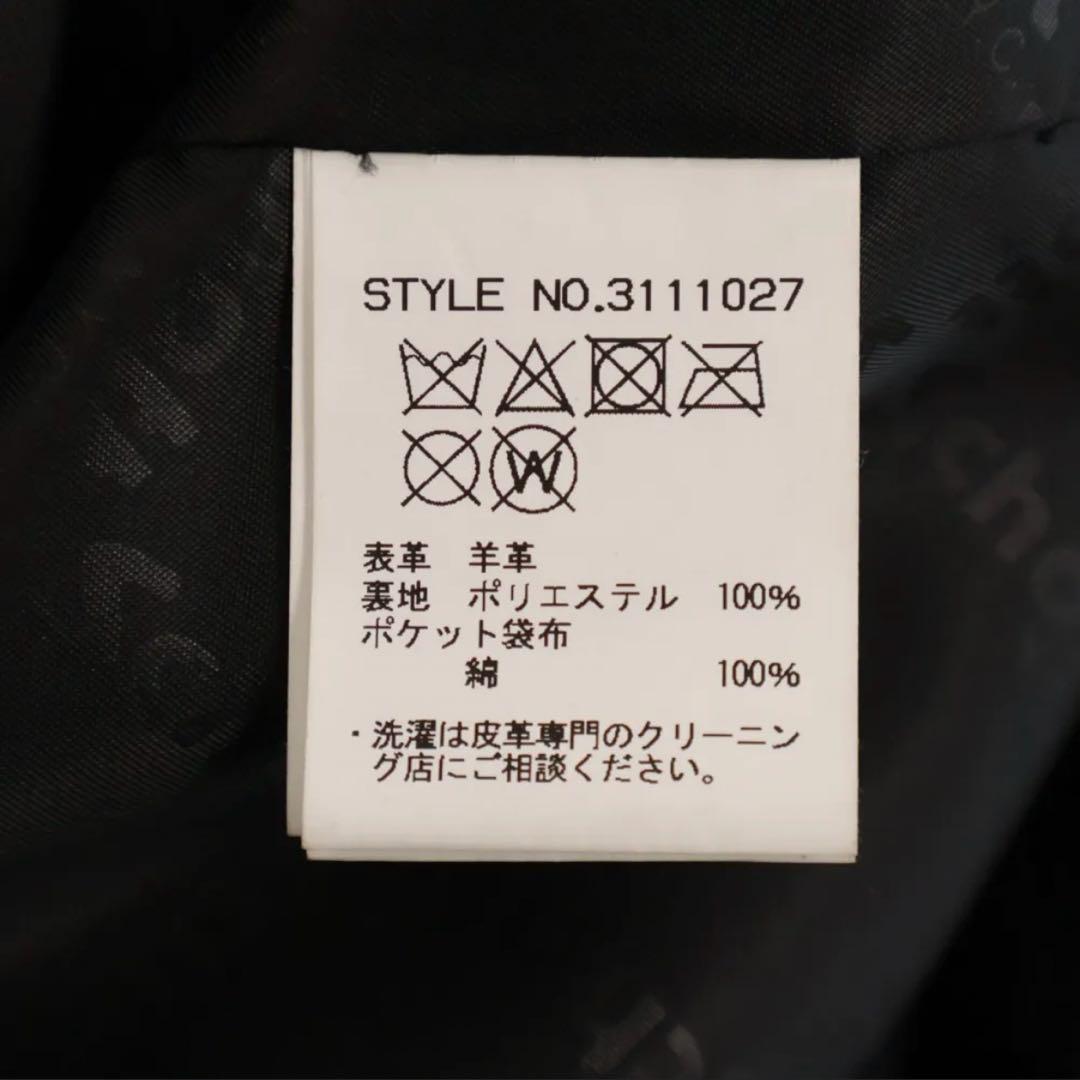 STYLE NO.3111027
W
表革 羊革
裏地 ポリエステル 100%
ポケット袋布
綿 100%
・洗濯は皮革専門のクリーニン
グ店にご相談ください。